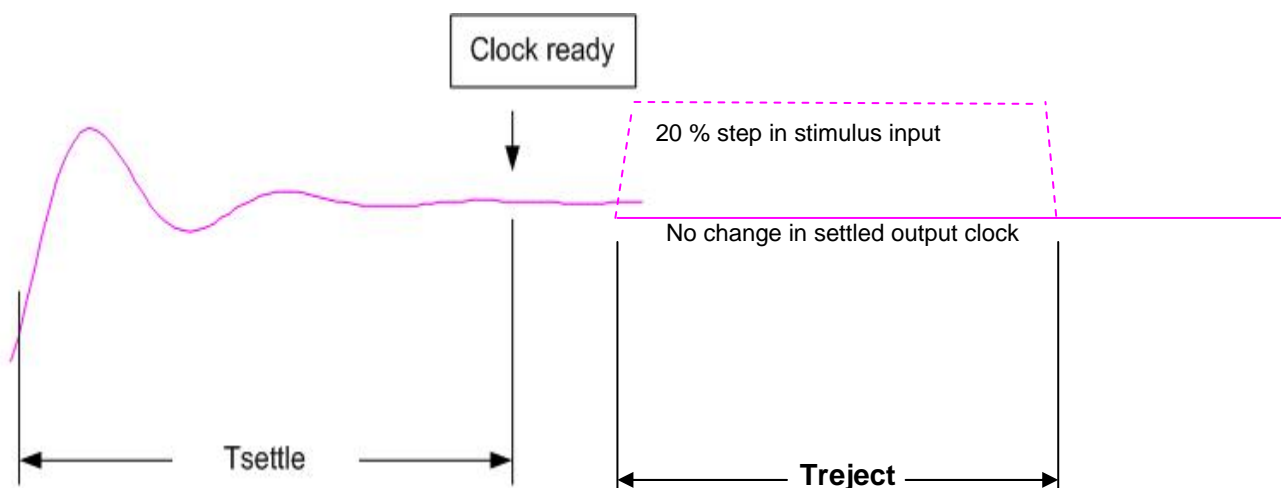 Clock ready
20 % step in stimulus input
No change in settled output clock
Tsettle
Treject